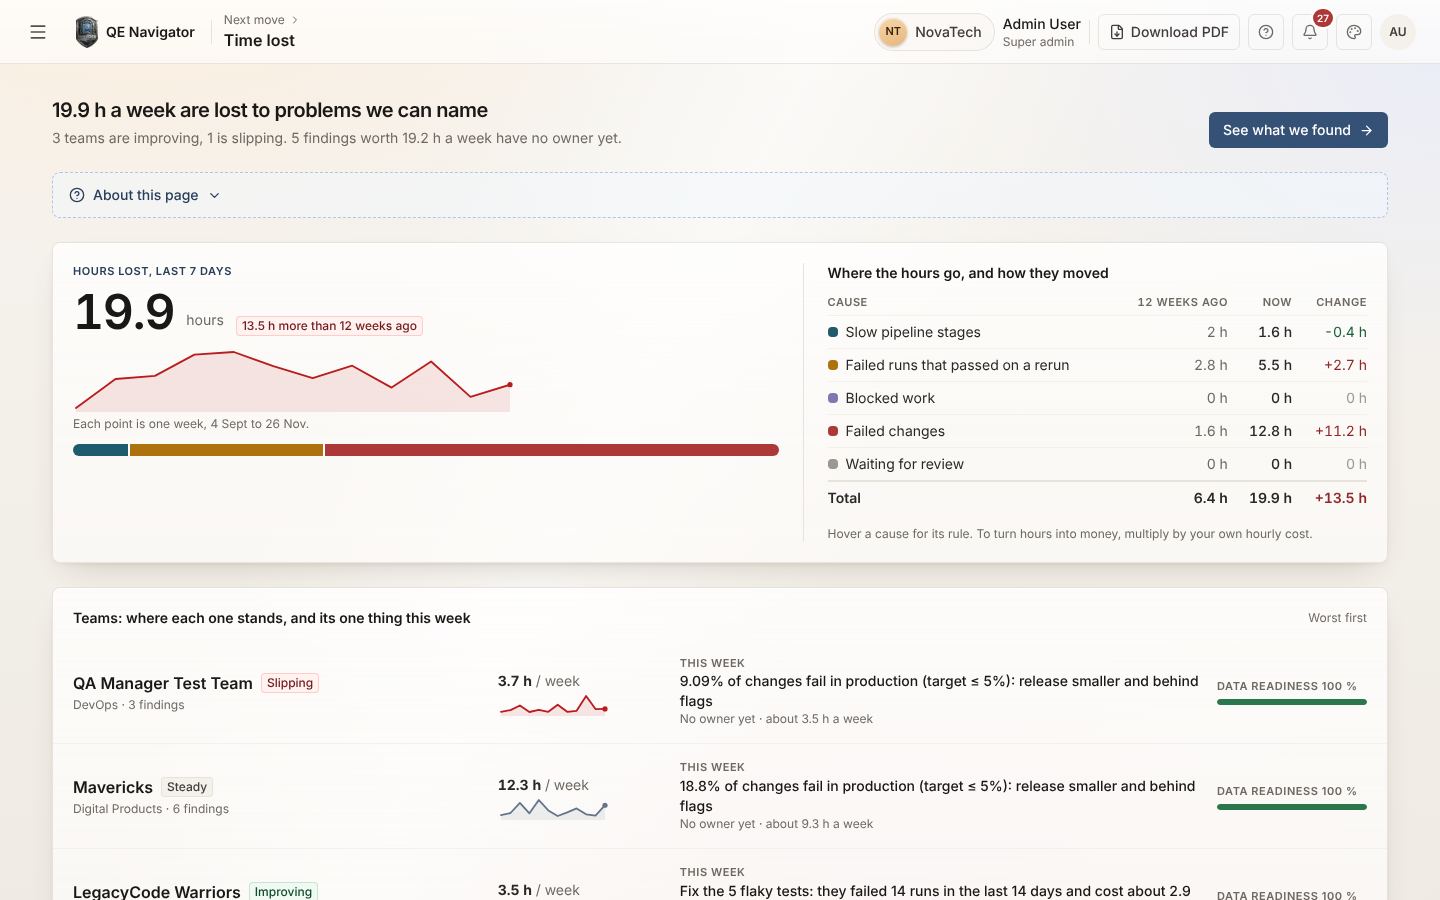 QE Navigator
Next move
Time lost
NT NovaTech
Admin User
Super admin
Download PDF
27
AU
19.9 h a week are lost to problems we can name
3 teams are improving, 1 is slipping. 5 findings worth 19.2 h a week have no owner yet.
See what we found
About this page
HOURS LOST, LAST 7 DAYS
19.9 hours 13.5 h more than 12 weeks ago
Each point is one week, 4 Sept to 26 Nov.
Where the hours go, and how they moved
CAUSE 12 WEEKS AGO NOW CHANGE
Slow pipeline stages 2 h 1.6 h -0.4 h
Failed runs that passed on a rerun 2.8 h 5.5 h +2.7 h
Blocked work 0 h 0 h 0 h
Failed changes 1.6 h 12.8 h +11.2 h
Waiting for review 0 h 0 h 0 h
Total 6.4 h 19.9 h +13.5 h
Hover a cause for its rule. To turn hours into money, multiply by your own hourly cost.
Teams: where each one stands, and its one thing this week
Worst first
QA Manager Test Team Slipping
DevOps · 3 findings
3.7 h / week
THIS WEEK
9.09% of changes fail in production (target ≤ 5%): release smaller and behind
flags
No owner yet · about 3.5 h a week
DATA READINESS 100 %
Mavericks Steady
Digital Products · 6 findings
12.3 h / week
THIS WEEK
18.8% of changes fail in production (target ≤ 5%): release smaller and behind
flags
No owner yet · about 9.3 h a week
DATA READINESS 100 %
LegacyCode Warriors Improving
3.5 h / week
THIS WEEK
Fix the 5 flaky tests: they failed 14 runs in the last 14 days and cost about 2.9
DATA READINESS 100 %